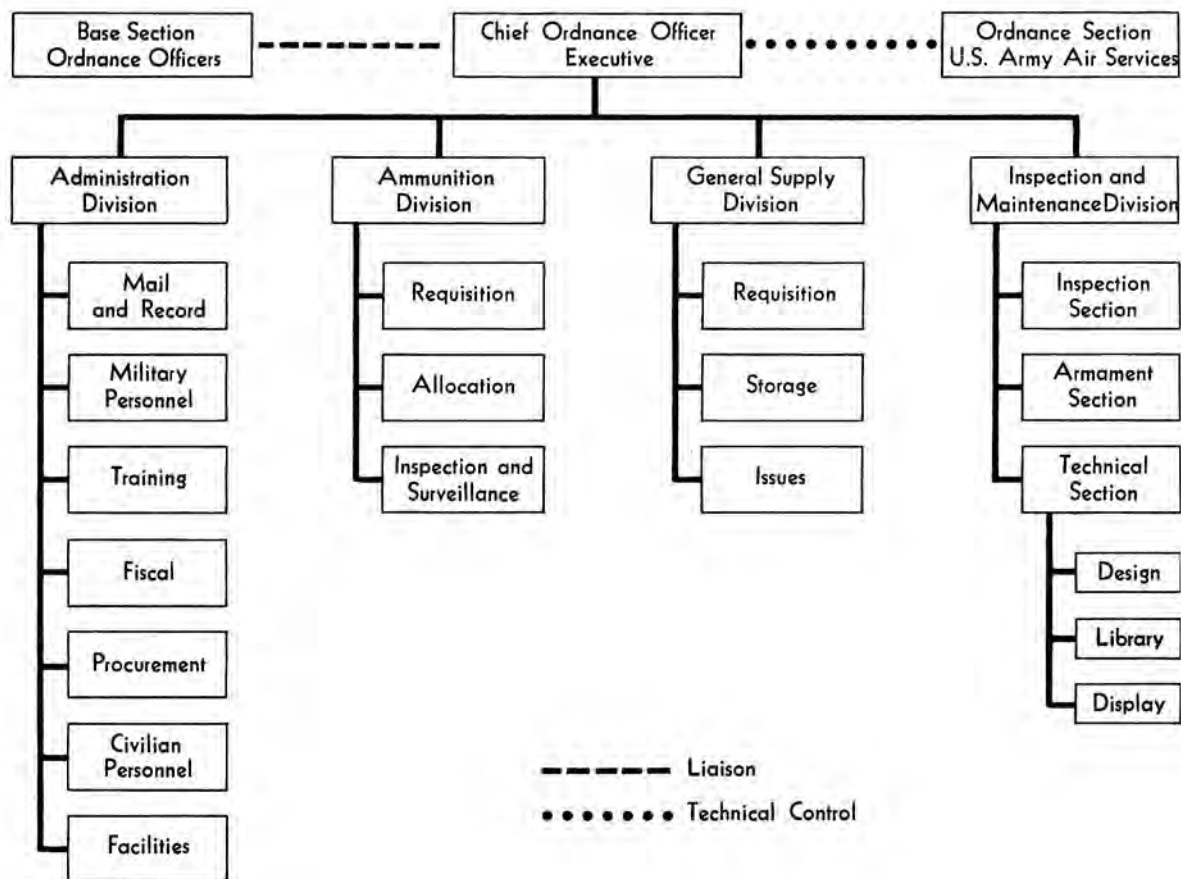 Base Section
Ordnance Officers
Chief Ordnance Officer
Executive
Ordnance Section
U.S. Army Air Services
Administration
Division
Ammunition
Division
General Supply
Division
Inspection and
Maintenance Division
Mail
and Record
Military
Personnel
Training
Fiscal
Procurement
Civilian
Personnel
Facilities
Requisition
Allocation
Inspection and
Surveillance
Requisition
Storage
Issues
Inspection
Section
Armament
Section
Technical
Section
Design
Library
Display
Liaison
Technical Control